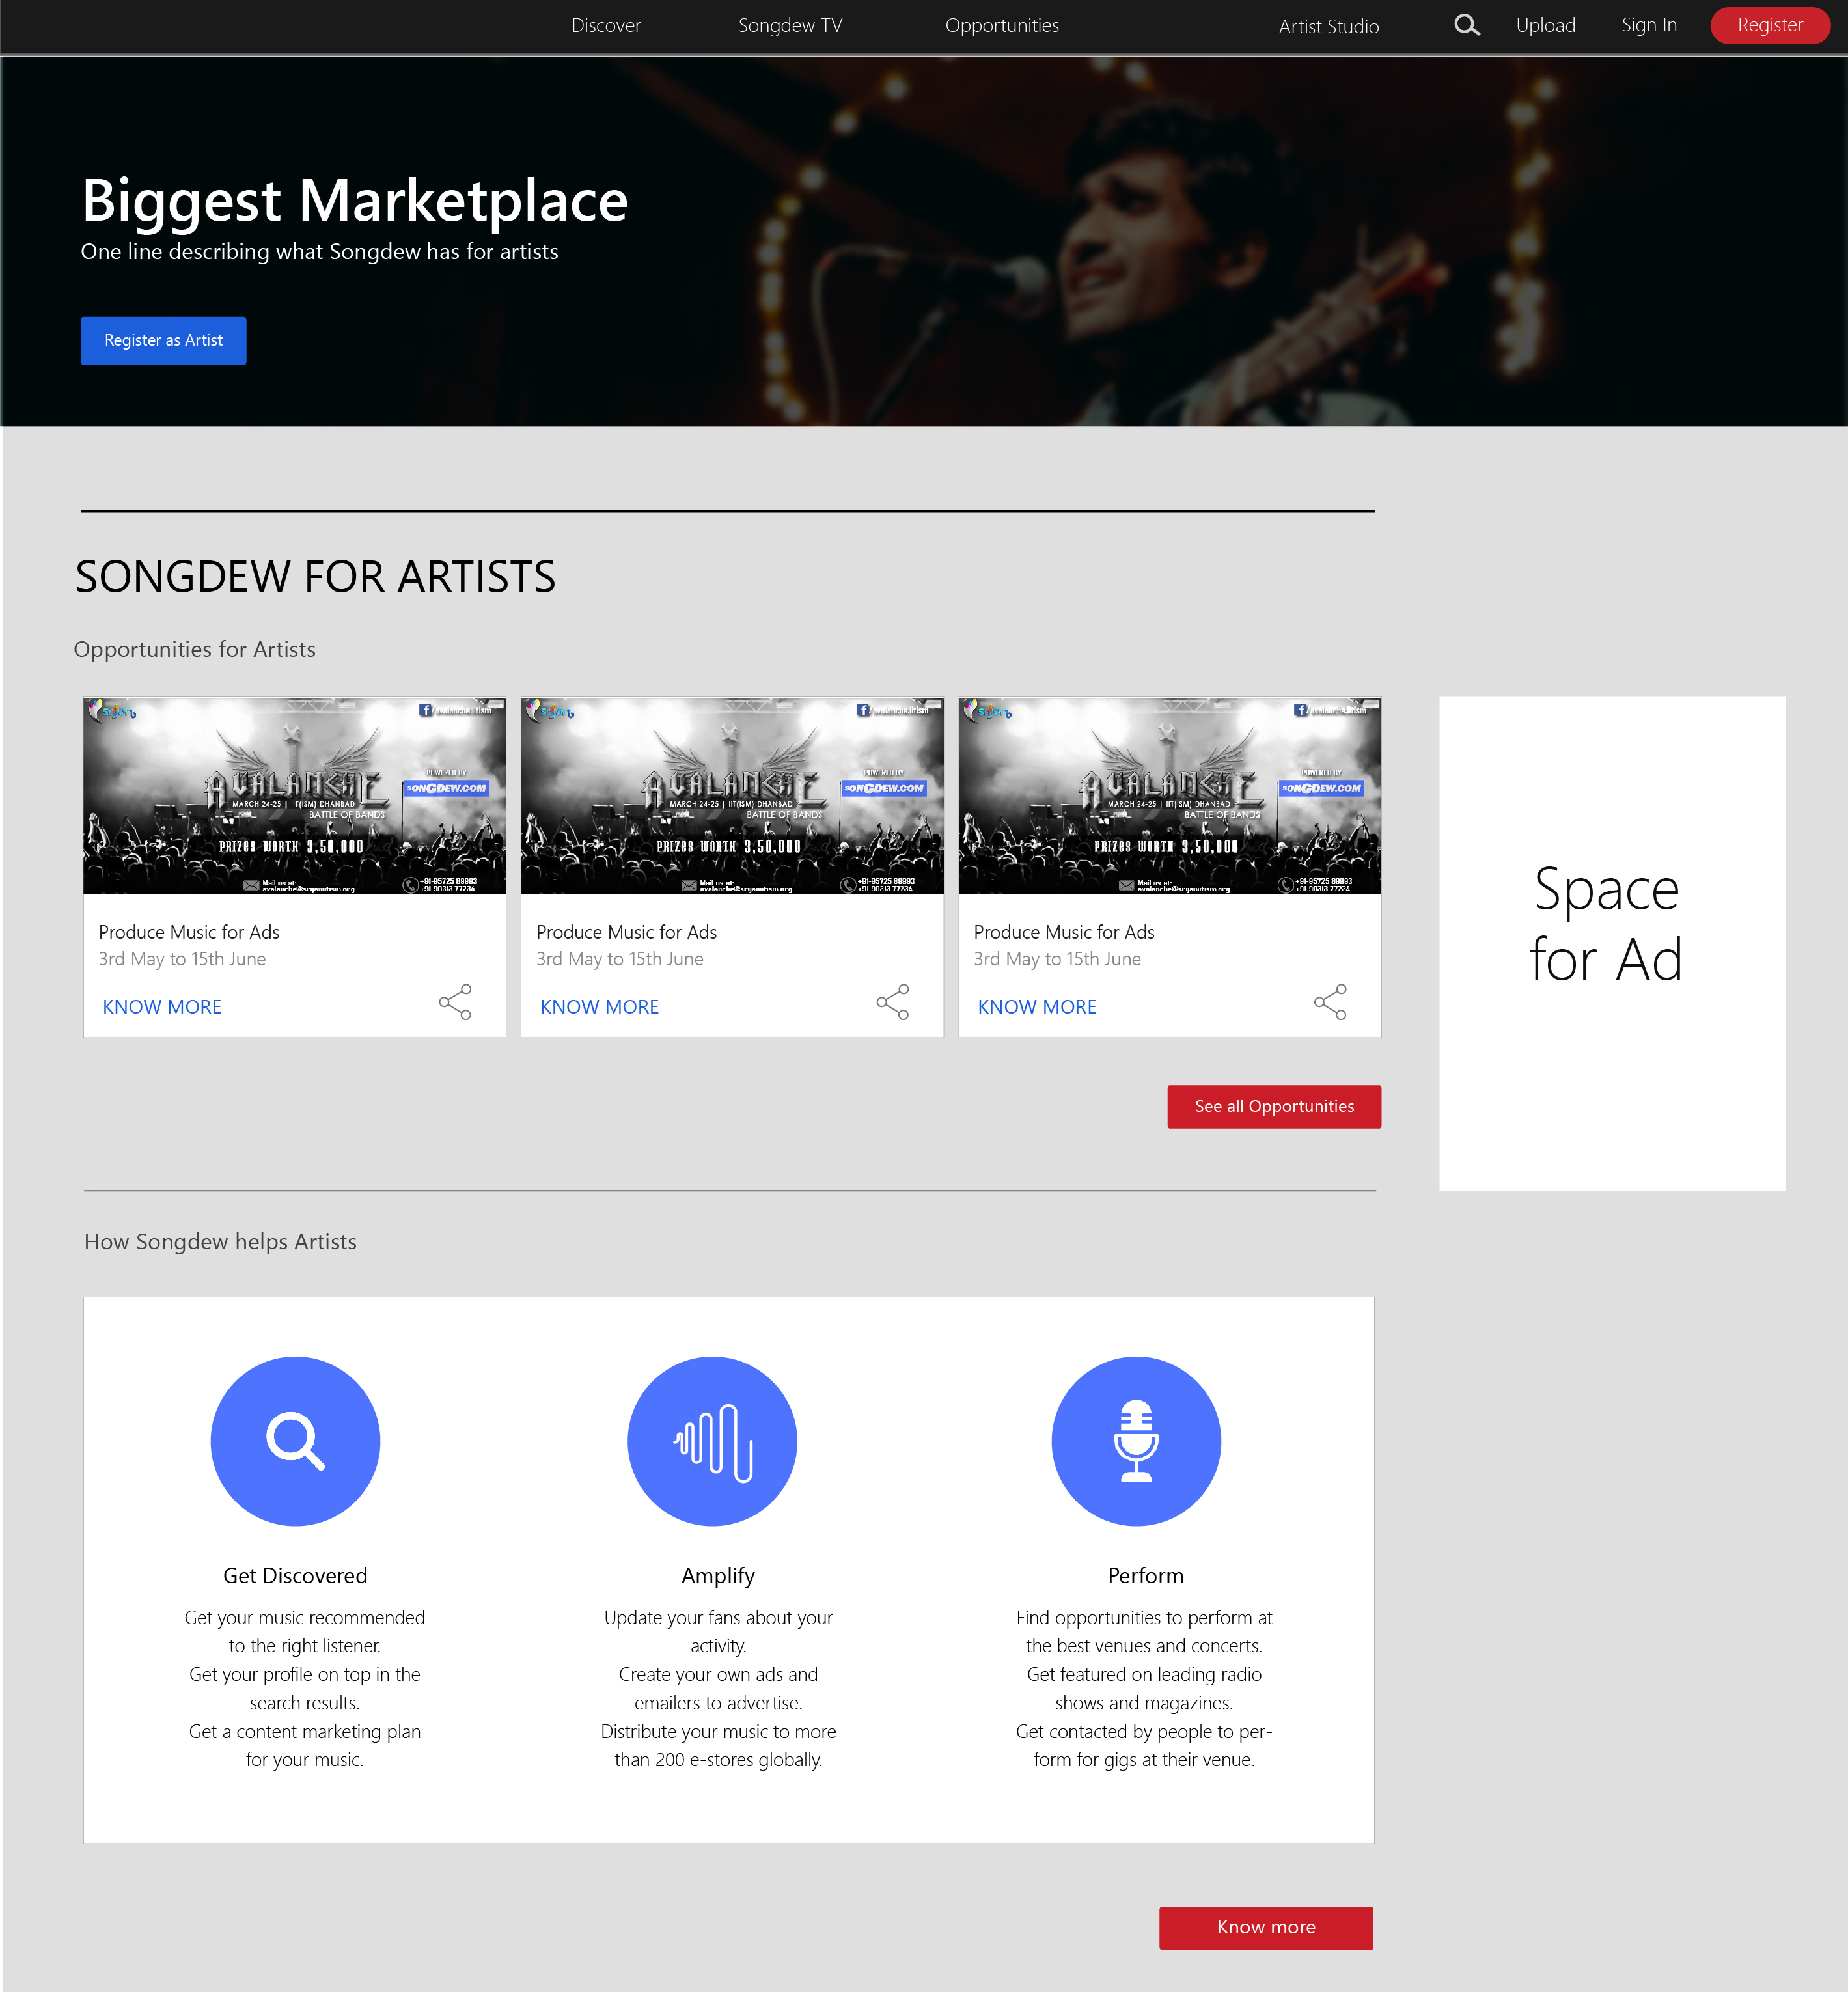 Discover Songdew TV Opportunities Artist Studio Upload Sign In Register
Biggest Marketplace
One line describing what Songdew has for artists
Register as Artist
SONGDEW FOR ARTISTS
Opportunities for Artists
AVALANCHE
POWERED BY
SONGDEW.COM
MARCH 24-25 | IIT(ISM) DHANBAD
BATTLE OF BANDS
PRIZES WORTH 3,50,000
Mail us at:
Produce Music for Ads
3rd May to 15th June
KNOW MORE
AVALANCHE
POWERED BY
SONGDEW.COM
MARCH 24-25 | IIT(ISM) DHANBAD
BATTLE OF BANDS
PRIZES WORTH 3,50,000
Mail us at:
Produce Music for Ads
3rd May to 15th June
KNOW MORE
AVALANCHE
POWERED BY
SONGDEW.COM
MARCH 24-25 | IIT(ISM) DHANBAD
BATTLE OF BANDS
PRIZES WORTH 3,50,000
Mail us at:
Produce Music for Ads
3rd May to 15th June
KNOW MORE
Space
for Ad
See all Opportunities
How Songdew helps Artists
Get Discovered
Get your music recommended
to the right listener.
Get your profile on top in the
search results.
Get a content marketing plan
for your music.
Amplify
Update your fans about your
activity.
Create your own ads and
emailers to advertise.
Distribute your music to more
than 200 e-stores globally.
Perform
Find opportunities to perform at
the best venues and concerts.
Get featured on leading radio
shows and magazines.
Get contacted by people to per-
form for gigs at their venue.
Know more